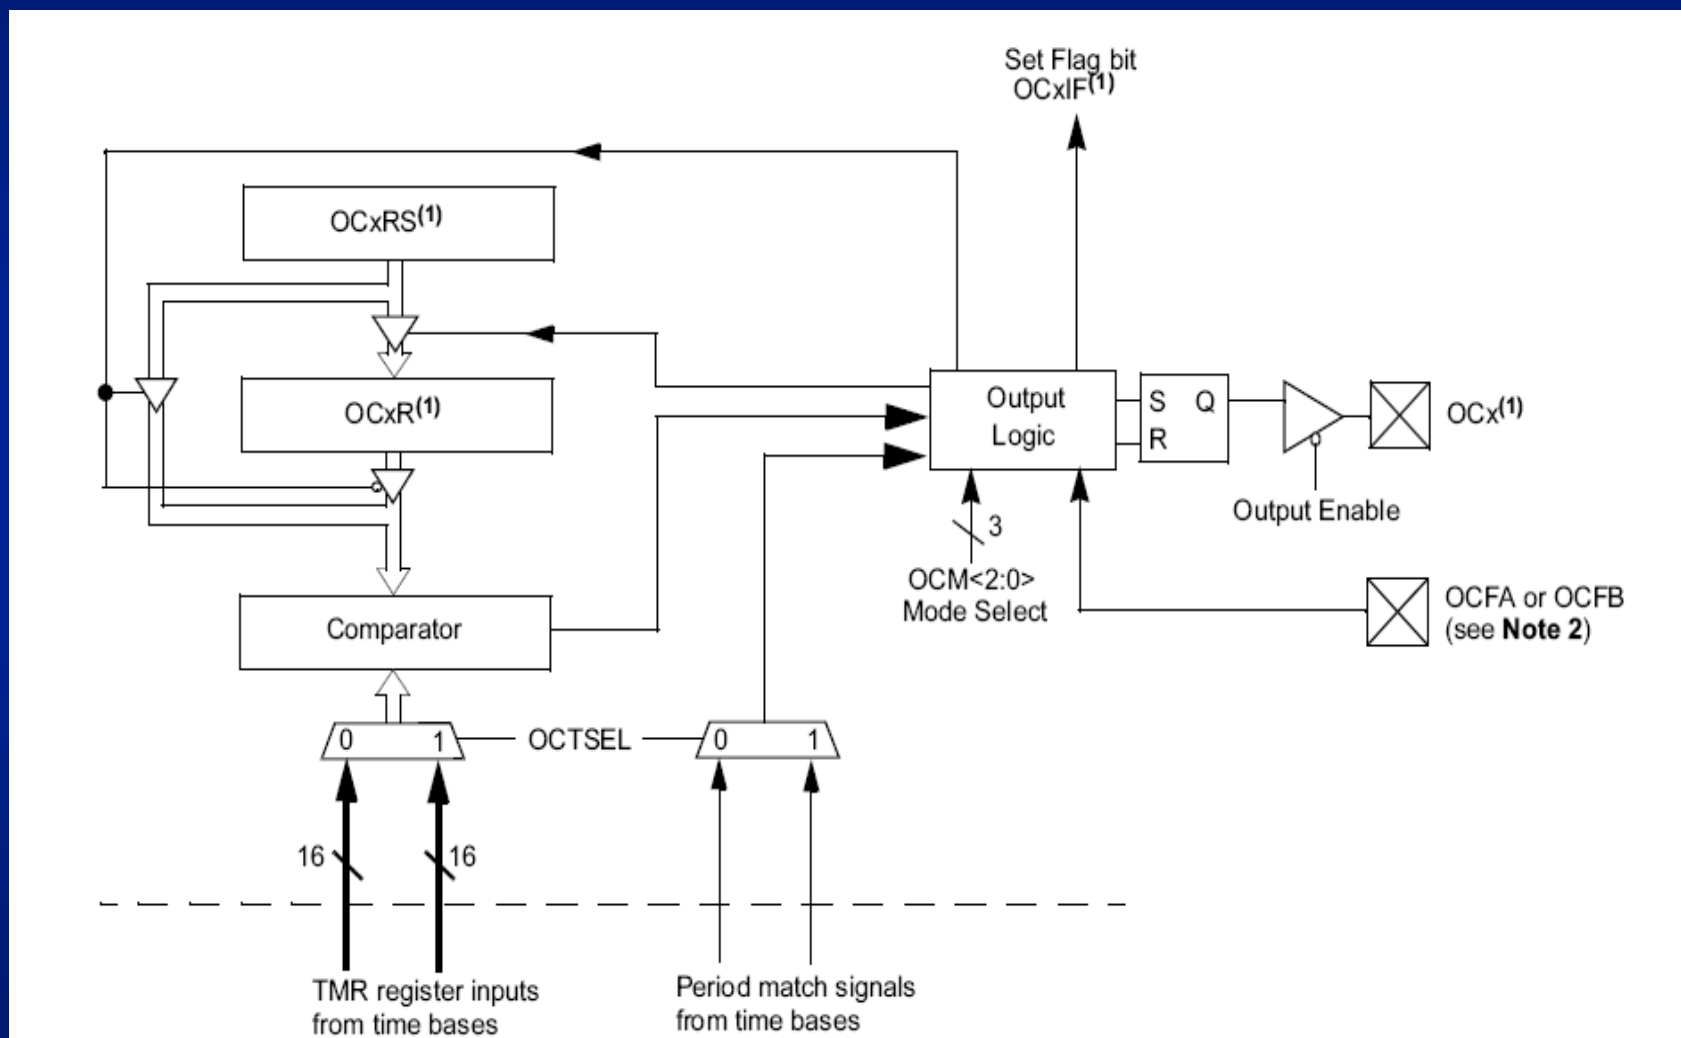 Set Flag bit
OCxIF(1)
OCxRS(1)
OCxR(1)
Output
Logic
S Q
R
OCx(1)
Output Enable
3
OCM<2:0>
Mode Select
OCFA or OCFB
(see Note 2)
Comparator
0 1
OCTSEL
0 1
16
16
TMR register inputs
from time bases
Period match signals
from time bases